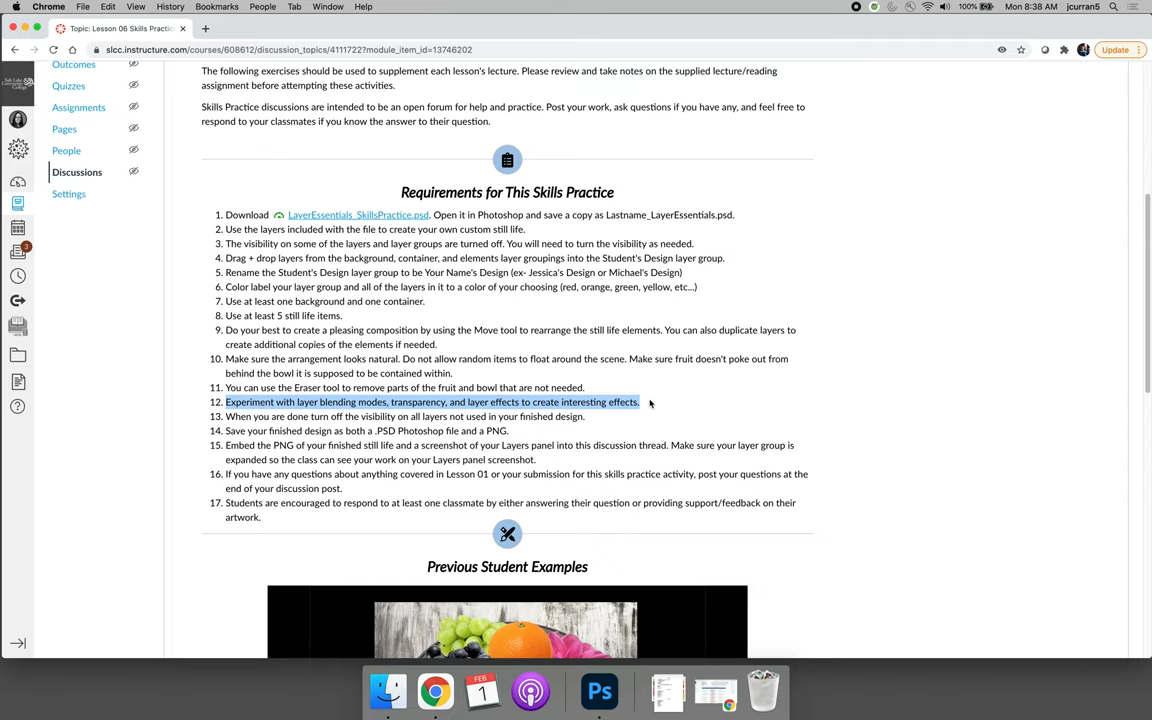 Chrome File Edit View History Bookmarks People Tab Window Help 100% Mon 8:38 AM jcurran5
Topic: Lesson 06 Skills Practic
slcc.instructure.com/courses/608612/discussion_topics/4111722?module_item_id=13746202 Update
Outcomes
Quizzes
Assignments
Pages
People
Discussions
Settings
3
The following exercises should be used to supplement each lesson's lecture. Please review and take notes on the supplied lecture/reading
assignment before attempting these activities.
Skills Practice discussions are intended to be an open forum for help and practice. Post your work, ask questions if you have any, and feel free to
respond to your classmates if you know the answer to their question.
Requirements for This Skills Practice
1. Download LayerEssentials_SkillsPractice.psd. Open it in Photoshop and save a copy as Lastname_LayerEssentials.psd.
2. Use the layers included with the file to create your own custom still life.
3. The visibility on some of the layers and layer groups are turned off. You will need to turn the visibility as needed.
4. Drag + drop layers from the background, container, and elements layer groupings into the Student's Design layer group.
5. Rename the Student's Design layer group to be Your Name's Design (ex- Jessica's Design or Michael's Design)
6. Color label your layer group and all of the layers in it to a color of your choosing (red, orange, green, yellow, etc...)
7. Use at least one background and one container.
8. Use at least 5 still life items.
9. Do your best to create a pleasing composition by using the Move tool to rearrange the still life elements. You can also duplicate layers to
create additional copies of the elements if needed.
10. Make sure the arrangement looks natural. Do not allow random items to float around the scene. Make sure fruit doesn't poke out from
behind the bowl it is supposed to be contained within.
11. You can use the Eraser tool to remove parts of the fruit and bowl that are not needed.
12. Experiment with layer blending modes, transparency, and layer effects to create interesting effects.
13. When you are done turn off the visibility on all layers not used in your finished design.
14. Save your finished design as both a .PSD Photoshop file and a PNG.
15. Embed the PNG of your finished still life and a screenshot of your Layers panel into this discussion thread. Make sure your layer group is
expanded so the class can see your work on your Layers panel screenshot.
16. If you have any questions about anything covered in Lesson 01 or your submission for this skills practice activity, post your questions at the
end of your discussion post.
17. Students are encouraged to respond to at least one classmate by either answering their question or providing support/feedback on their
artwork.
Previous Student Examples
FEB
1
Ps